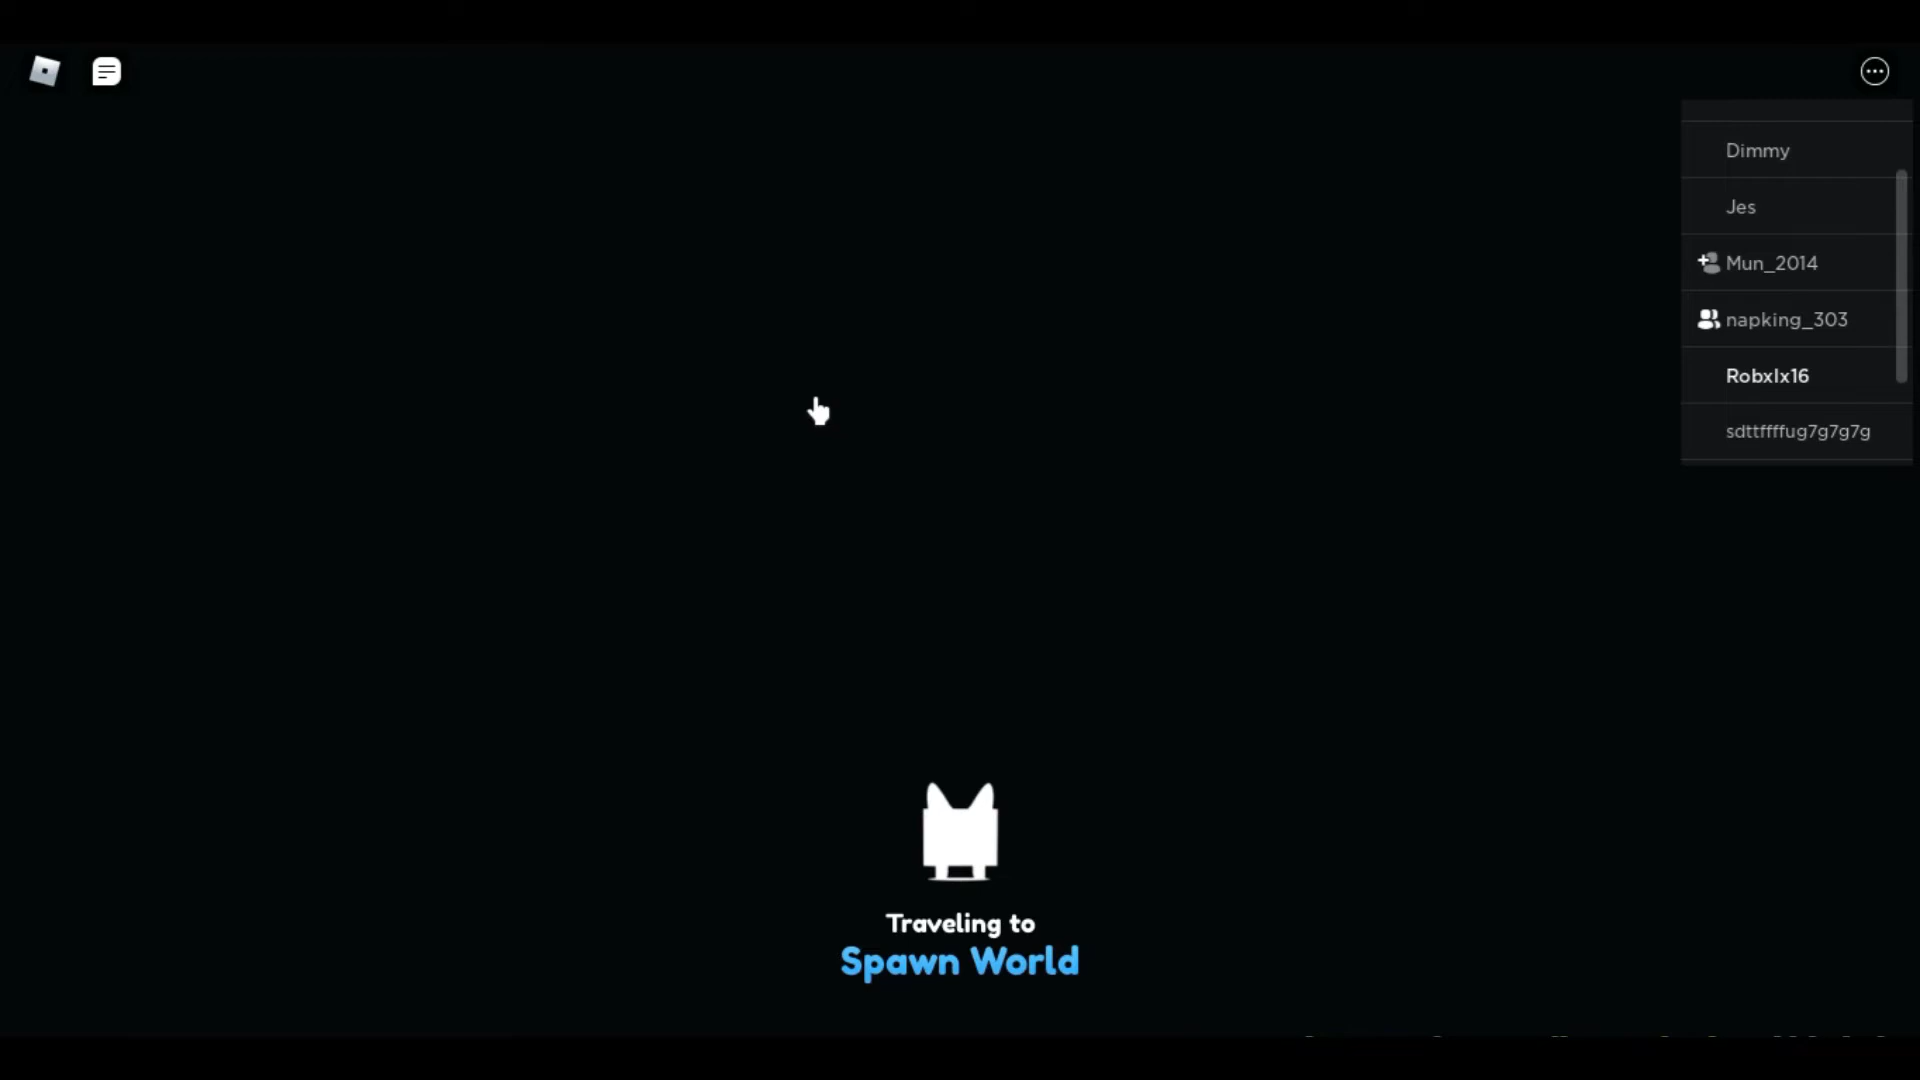 Dimmy
Jes
Mun_2014
napking_303
Robxlx16
sdttffffug7g7g7g
Traveling to
Spawn World